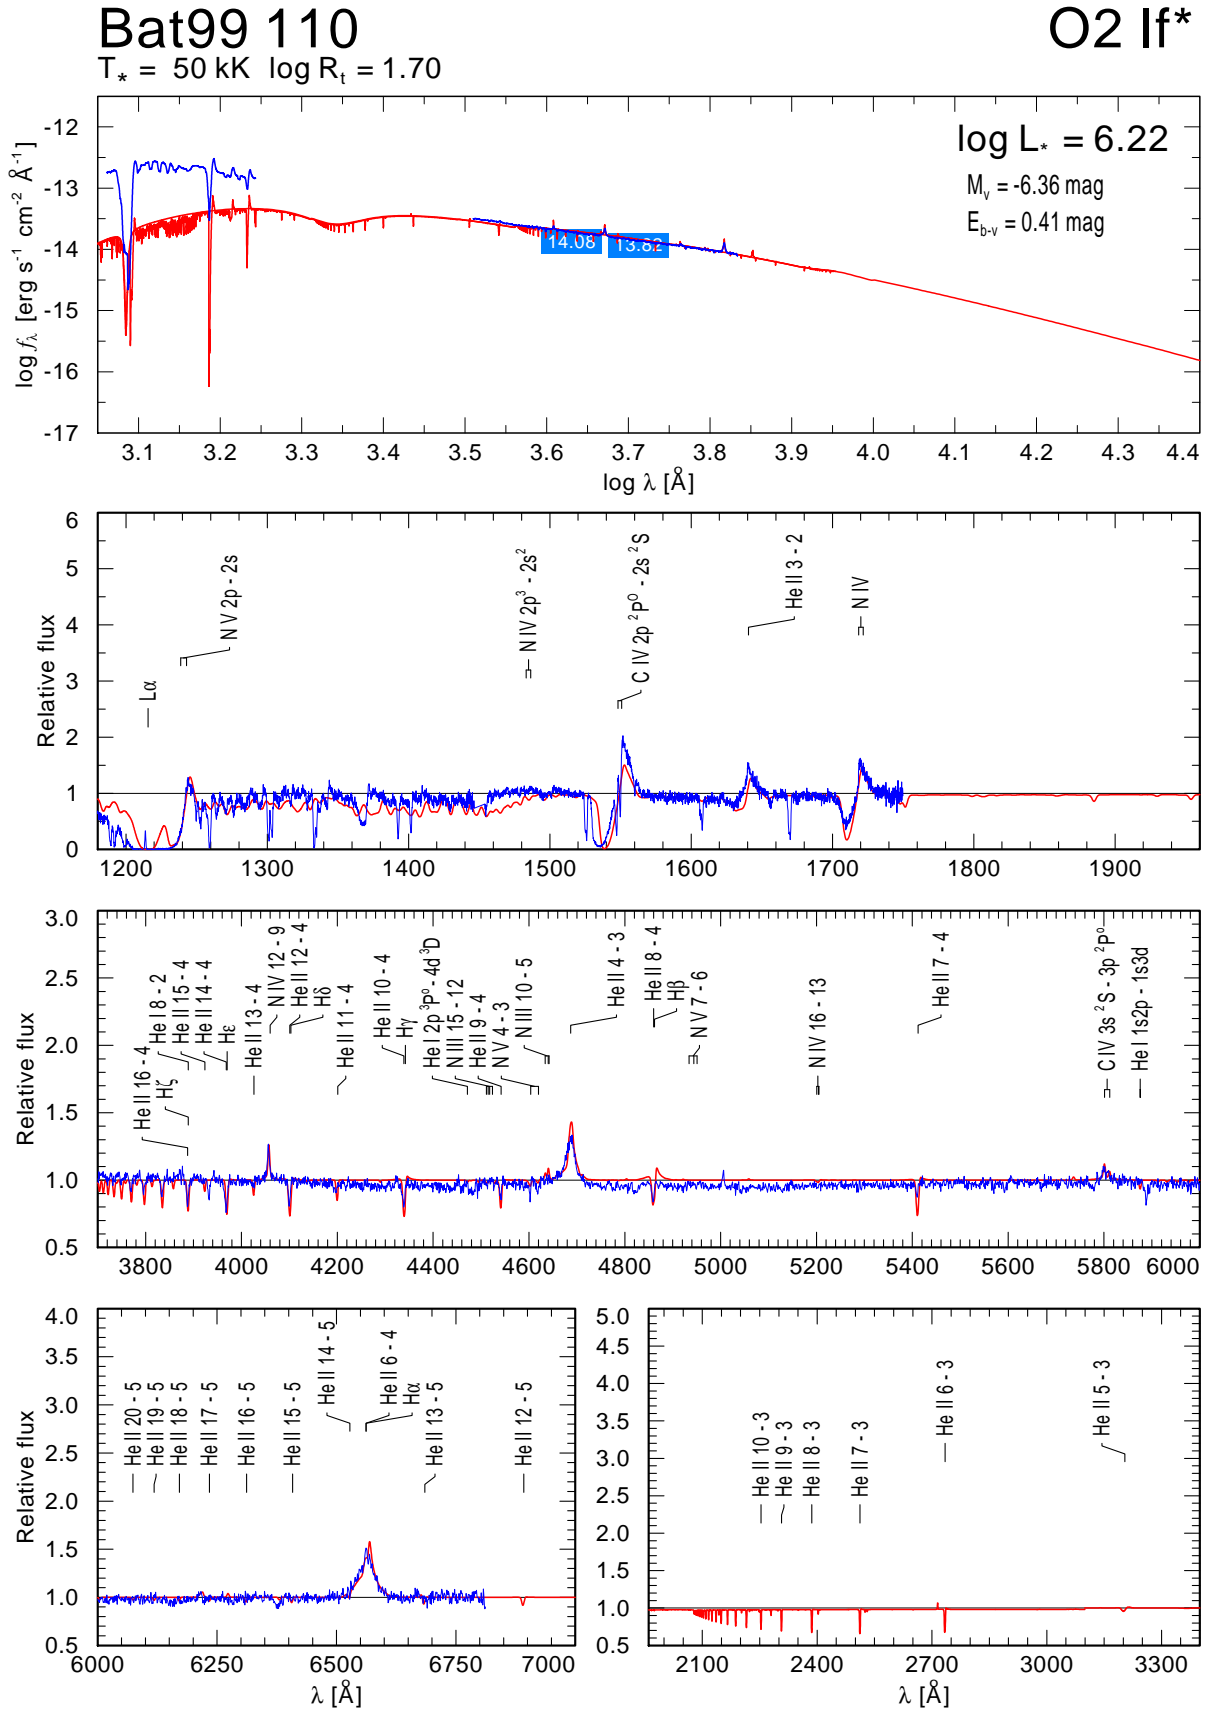 Bat99 110
O2 If*
T* = 50 kK log Rt = 1.70
log L* = 6.22
Mv = -6.36 mag
Eb-v = 0.41 mag
14.08
13.82
log fλ [erg s-1 cm-2 Å-1]
-12
-13
-14
-15
-16
-17
3.1 3.2 3.3 3.4 3.5 3.6 3.7 3.8 3.9 4.0 4.1 4.2 4.3 4.4
log λ [Å]
Relative flux
6
5
4
3
2
1
0
Lα
N V 2p - 2s
N IV 2p3 - 2s2
C IV 2p 2P0 - 2s 2S
He II 3 - 2
N IV
1200 1300 1400 1500 1600 1700 1800 1900
Relative flux
3.0
2.5
2.0
1.5
1.0
0.5
He II 16 - 4
Hζ
He I 8 - 2
He II 15 - 4
He II 14 - 4
Hε
He II 13 - 4
N IV 12 - 9
He II 12 - 4
Hδ
He II 11 - 4
He II 10 - 4
Hγ
He I 2p 3P0 - 4d 3D
N III 15 - 12
He II 9 - 4
N V 4 - 3
N III 10 - 5
He II 4 - 3
He II 8 - 4
Hβ
N V 7 - 6
N IV 16 - 13
He II 7 - 4
C IV 3s 2S - 3p 2P0
He I 1s2p - 1s3d
3800 4000 4200 4400 4600 4800 5000 5200 5400 5600 5800 6000
Relative flux
4.0
3.5
3.0
2.5
2.0
1.5
1.0
0.5
He II 20 - 5
He II 19 - 5
He II 18 - 5
He II 17 - 5
He II 16 - 5
He II 15 - 5
He II 14 - 5
He II 6 - 4
Hα
He II 13 - 5
He II 12 - 5
6000 6250 6500 6750 7000
λ [Å]
5.0
4.5
4.0
3.5
3.0
2.5
2.0
1.5
1.0
0.5
He II 10 - 3
He II 9 - 3
He II 8 - 3
He II 7 - 3
He II 6 - 3
He II 5 - 3
2100 2400 2700 3000 3300
λ [Å]